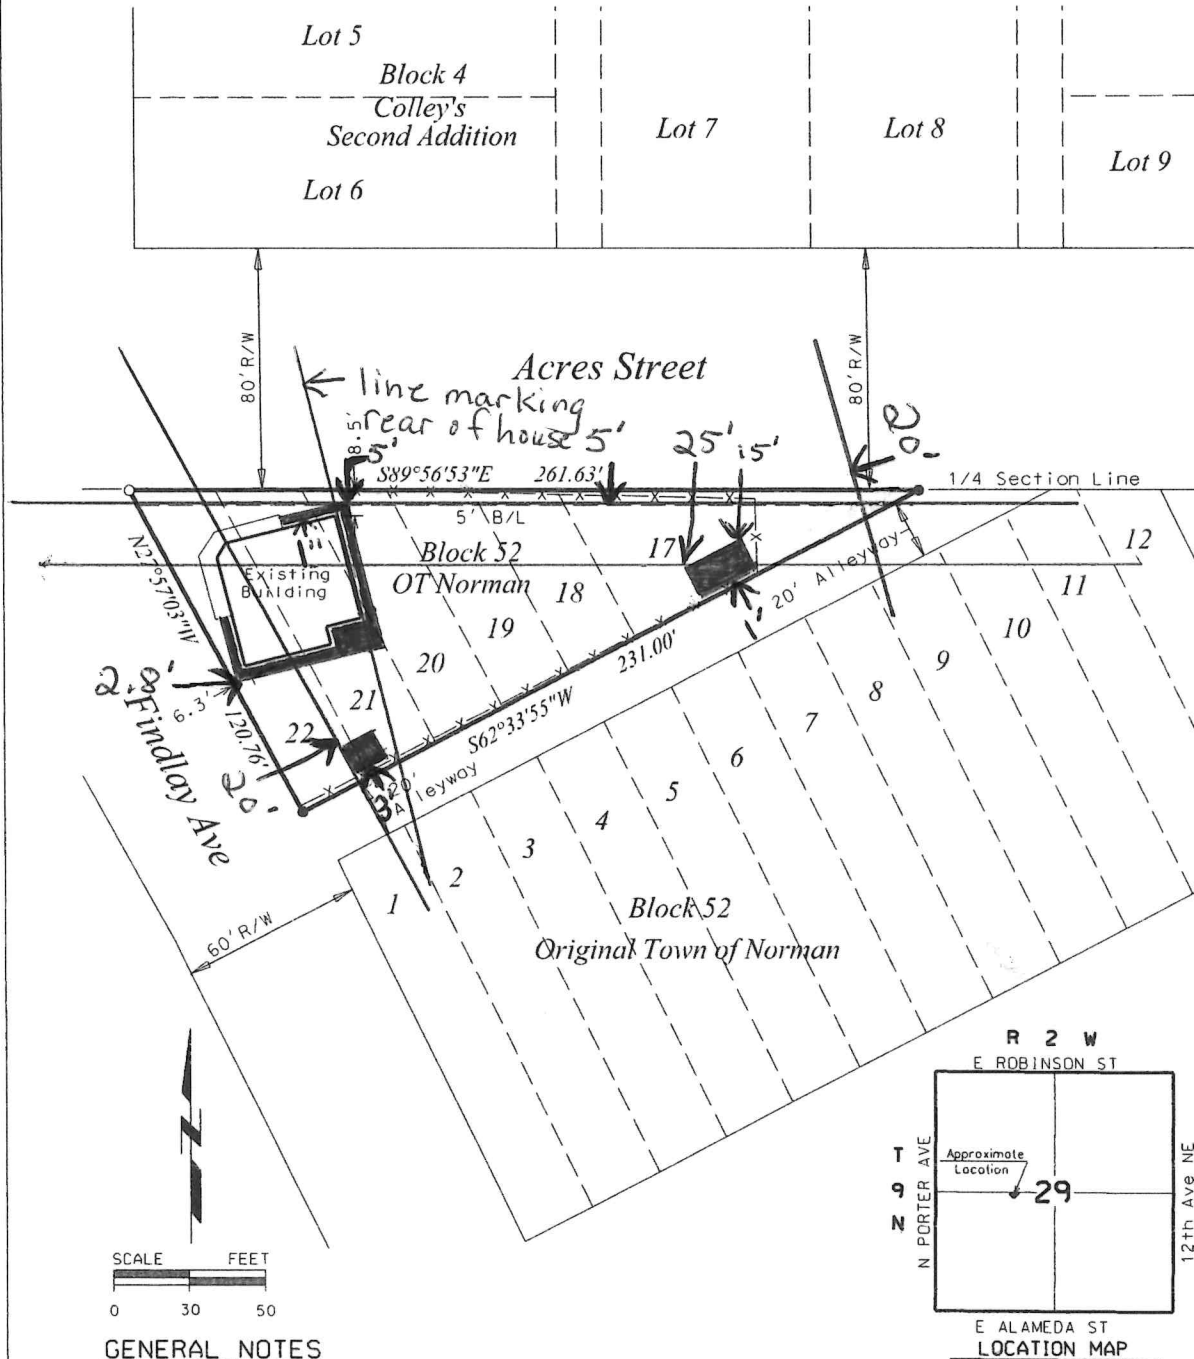 Lot 5
Block 4
Colley's
Second Addition
Lot 6
Lot 7
Lot 8
Lot 9
80' R/W
80' R/W
Acres Street
line marking
rear of house
8.5'
5'
5'
25'
15'
20'
S89°56'53"E 261.63'
1/4 Section Line
5' B/L
N27°57'03"W
1'
Existing
Building
Block 52
OT Norman
17
18
19
20
21
22
12
11
10
9
8
7
6
5
4
3
2
1
20' Alleyway
1'
231.00'
S62°33'55"W
2.8'
6.3'
120.76'
Findlay Ave
20'
3'
20'
Alleyway
60' R/W
Block 52
Original Town of Norman
N
SCALE FEET
0 30 50
GENERAL NOTES
R 2 W
E ROBINSON ST
T
9
N
N PORTER AVE
Approximate
Location
29
12th Ave NE
E ALAMEDA ST
LOCATION MAP